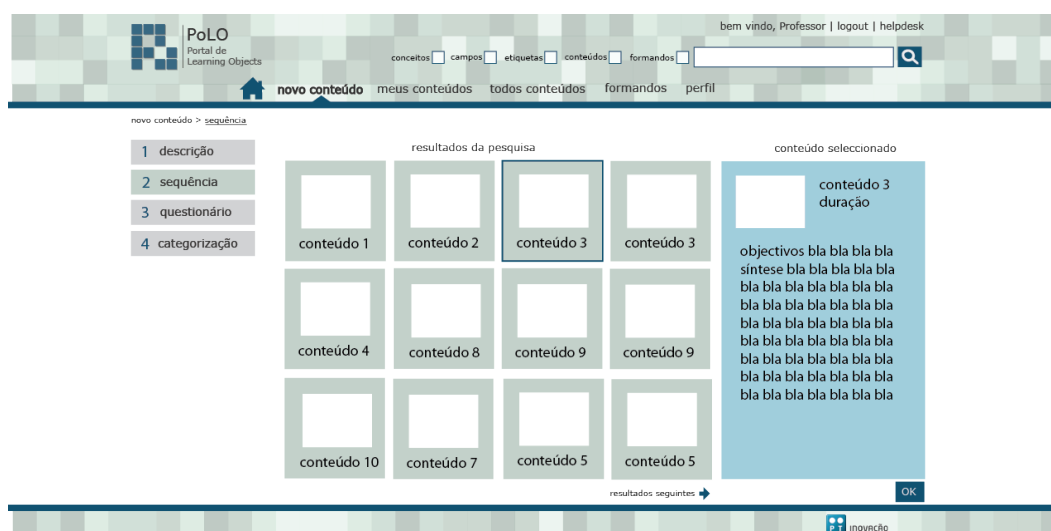 PoLO
Portal de
Learning Objects
bem vindo, Professor | logout | helpdesk
conceitos campos etiquetas conteúdos formandos
novo conteúdo meus conteúdos todos conteúdos formandos perfil
novo conteúdo > sequência
1 descrição
2 sequência
3 questionário
4 categorização
resultados da pesquisa
conteúdo 1 conteúdo 2 conteúdo 3 conteúdo 3
conteúdo 4 conteúdo 8 conteúdo 9 conteúdo 9
conteúdo 10 conteúdo 7 conteúdo 5 conteúdo 5
resultados seguintes
conteúdo seleccionado
conteúdo 3
duração
objectivos bla bla bla bla
síntese bla bla bla bla bla
bla bla bla bla bla bla bla
bla bla bla bla bla bla bla
bla bla bla bla bla bla bla
bla bla bla bla bla bla bla
bla bla bla bla bla bla bla
bla bla bla bla bla bla bla
bla bla bla bla bla bla bla
OK
PT inovação